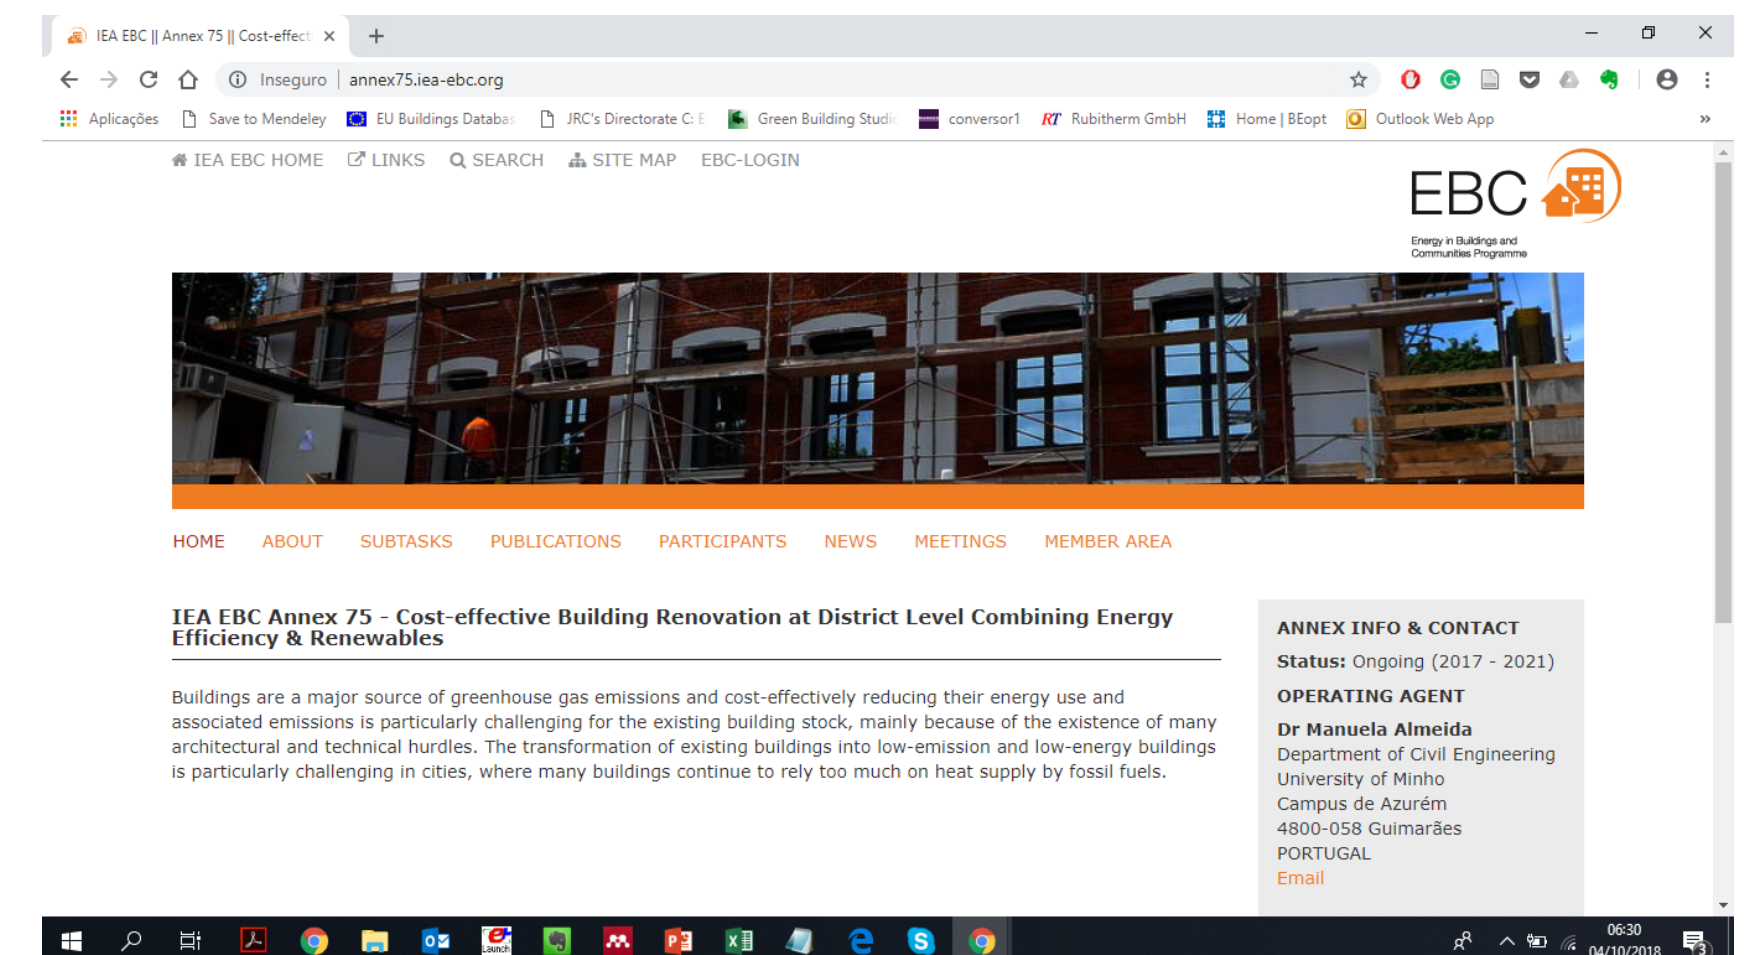 IEA EBC || Annex 75 || Cost-effect
Inseguro | annex75.iea-ebc.org
Aplicações Save to Mendeley EU Buildings Databas JRC's Directorate C: E Green Building Studio conversor1 RT Rubitherm GmbH Home | BEopt Outlook Web App »
IEA EBC HOME LINKS SEARCH SITE MAP EBC-LOGIN
EBC
Energy in Buildings and
Communities Programme
HOME ABOUT SUBTASKS PUBLICATIONS PARTICIPANTS NEWS MEETINGS MEMBER AREA
IEA EBC Annex 75 - Cost-effective Building Renovation at District Level Combining Energy
Efficiency & Renewables
Buildings are a major source of greenhouse gas emissions and cost-effectively reducing their energy use and
associated emissions is particularly challenging for the existing building stock, mainly because of the existence of many
architectural and technical hurdles. The transformation of existing buildings into low-emission and low-energy buildings
is particularly challenging in cities, where many buildings continue to rely too much on heat supply by fossil fuels.
ANNEX INFO & CONTACT
Status: Ongoing (2017 - 2021)
OPERATING AGENT
Dr Manuela Almeida
Department of Civil Engineering
University of Minho
Campus de Azurém
4800-058 Guimarães
PORTUGAL
Email
Launch
06:30
04/10/2018
3